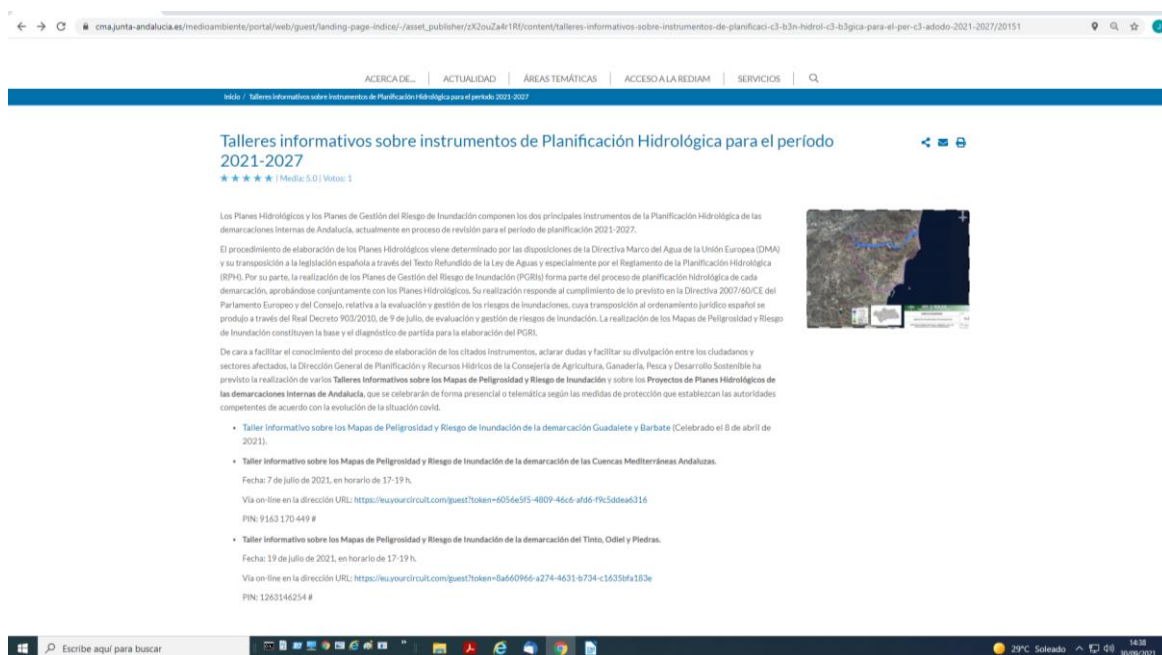 cma.junta-andalucia.es/medioambiente/portal/web/guest/landing-page-indice/-/asset_publisher/zX2ouZa4r1Rf/content/talleres-informativos-sobre-instrumentos-de-planificaci-c3-b3n-hidrol-c3-b3gica-para-el-per-c3-adodo-2021-2027/20151
ACERCA DE... | ACTUALIDAD | ÁREAS TEMÁTICAS | ACCESO A LA REDIAM | SERVICIOS |
Inicio / Talleres informativos sobre instrumentos de Planificación Hidrológica para el período 2021-2027
Talleres informativos sobre instrumentos de Planificación Hidrológica para el período
2021-2027
| Media: 5.0 | Votos: 1
Los Planes Hidrológicos y los Planes de Gestión del Riesgo de Inundación componen los dos principales instrumentos de la Planificación Hidrológica de las
demarcaciones internas de Andalucía, actualmente en proceso de revisión para el periodo de planificación 2021-2027.
El procedimiento de elaboración de los Planes Hidrológicos viene determinado por las disposiciones de la Directiva Marco del Agua de la Unión Europea (DMA)
y su transposición a la legislación española a través del Texto Refundido de la Ley de Aguas y especialmente por el Reglamento de la Planificación Hidrológica
(RPH). Por su parte, la realización de los Planes de Gestión del Riesgo de Inundación (PGRIs) forma parte del proceso de planificación hidrológica de cada
demarcación, aprobándose conjuntamente con los Planes Hidrológicos. Su realización responde al cumplimiento de lo previsto en la Directiva 2007/60/CE del
Parlamento Europeo y del Consejo, relativa a la evaluación y gestión de los riesgos de inundaciones, cuya transposición al ordenamiento jurídico español se
produjo a través del Real Decreto 903/2010, de 9 de julio, de evaluación y gestión de riesgos de inundación. La realización de los Mapas de Peligrosidad y Riesgo
de Inundación constituyen la base y el diagnóstico de partida para la elaboración del PGRI.
De cara a facilitar el conocimiento del proceso de elaboración de los citados instrumentos, aclarar dudas y facilitar su divulgación entre los ciudadanos y
sectores afectados, la Dirección General de Planificación y Recursos Hídricos de la Consejería de Agricultura, Ganadería, Pesca y Desarrollo Sostenible ha
previsto la realización de varios Talleres Informativos sobre los Mapas de Peligrosidad y Riesgo de Inundación y sobre los Proyectos de Planes Hidrológicos de
las demarcaciones internas de Andalucía, que se celebrarán de forma presencial o telemática según las medidas de protección que establezcan las autoridades
competentes de acuerdo con la evolución de la situación covid.
• Taller informativo sobre los Mapas de Peligrosidad y Riesgo de Inundación de la demarcación Guadalete y Barbate (Celebrado el 8 de abril de
2021).
• Taller informativo sobre los Mapas de Peligrosidad y Riesgo de Inundación de la demarcación de las Cuencas Mediterráneas Andaluzas.
Fecha: 7 de julio de 2021, en horario de 17-19 h.
Vía on-line en la dirección URL: https://eu.yourcircuit.com/guest?token=6056e5f5-4809-46c6-afd6-f9c5ddea6316
PIN: 9163 170 449 #
• Taller informativo sobre los Mapas de Peligrosidad y Riesgo de Inundación de la demarcación del Tinto, Odiel y Piedras.
Fecha: 19 de julio de 2021, en horario de 17-19 h.
Vía on-line en la dirección URL: https://eu.yourcircuit.com/guest?token=8a660966-a274-4631-b734-c1635bfa183e
PIN: 1263146254 #
Escribe aquí para buscar
29°C Soleado
14:38
30/09/2021